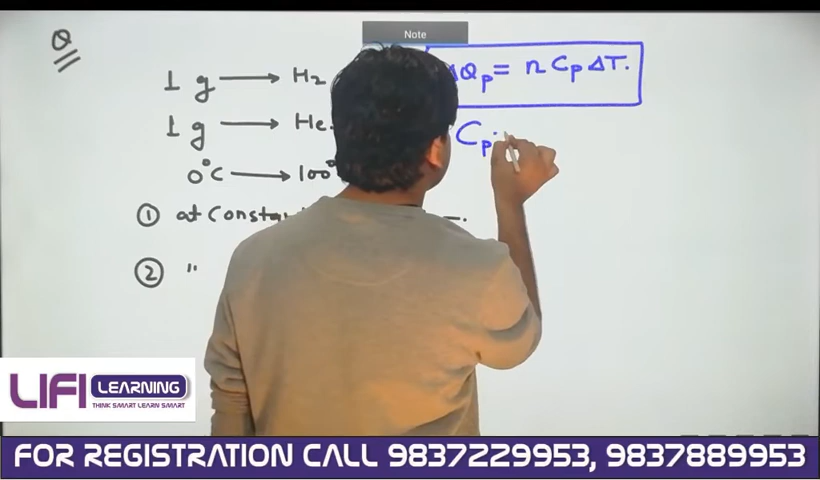 Note
Q
1 g → H₂
ΔQp = n Cp ΔT.
1 g → He.
Cp
0°C → 100°
① at Const
② "
LIFI LEARNING
THINK SMART LEARN SMART
FOR REGISTRATION CALL 9837229953, 9837889953